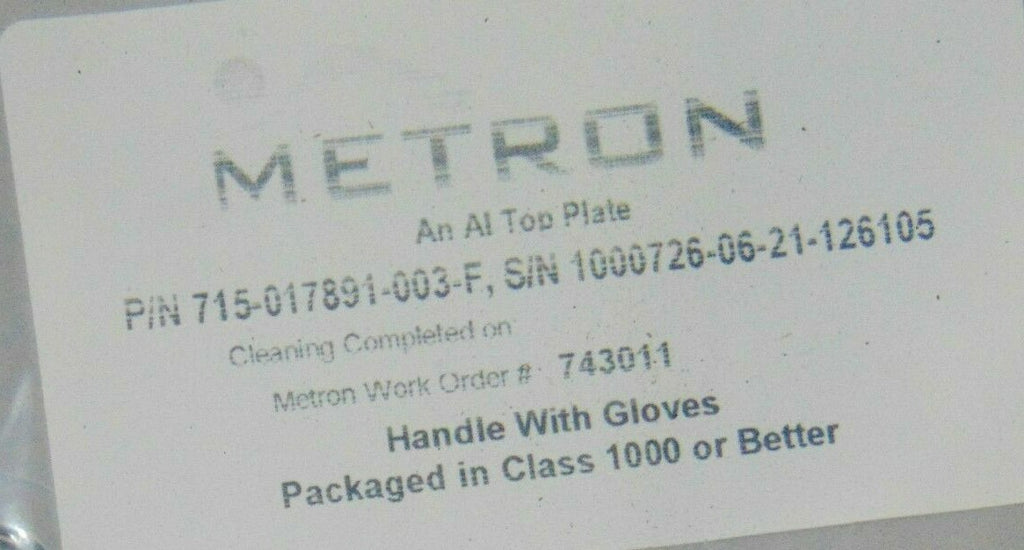 METRON
An Al Top Plate
P/N 715-017891-003-F, S/N 1000726-06-21-126105
Cleaning Completed on
Metron Work Order # 743011
Handle With Gloves
Packaged in Class 1000 or Better